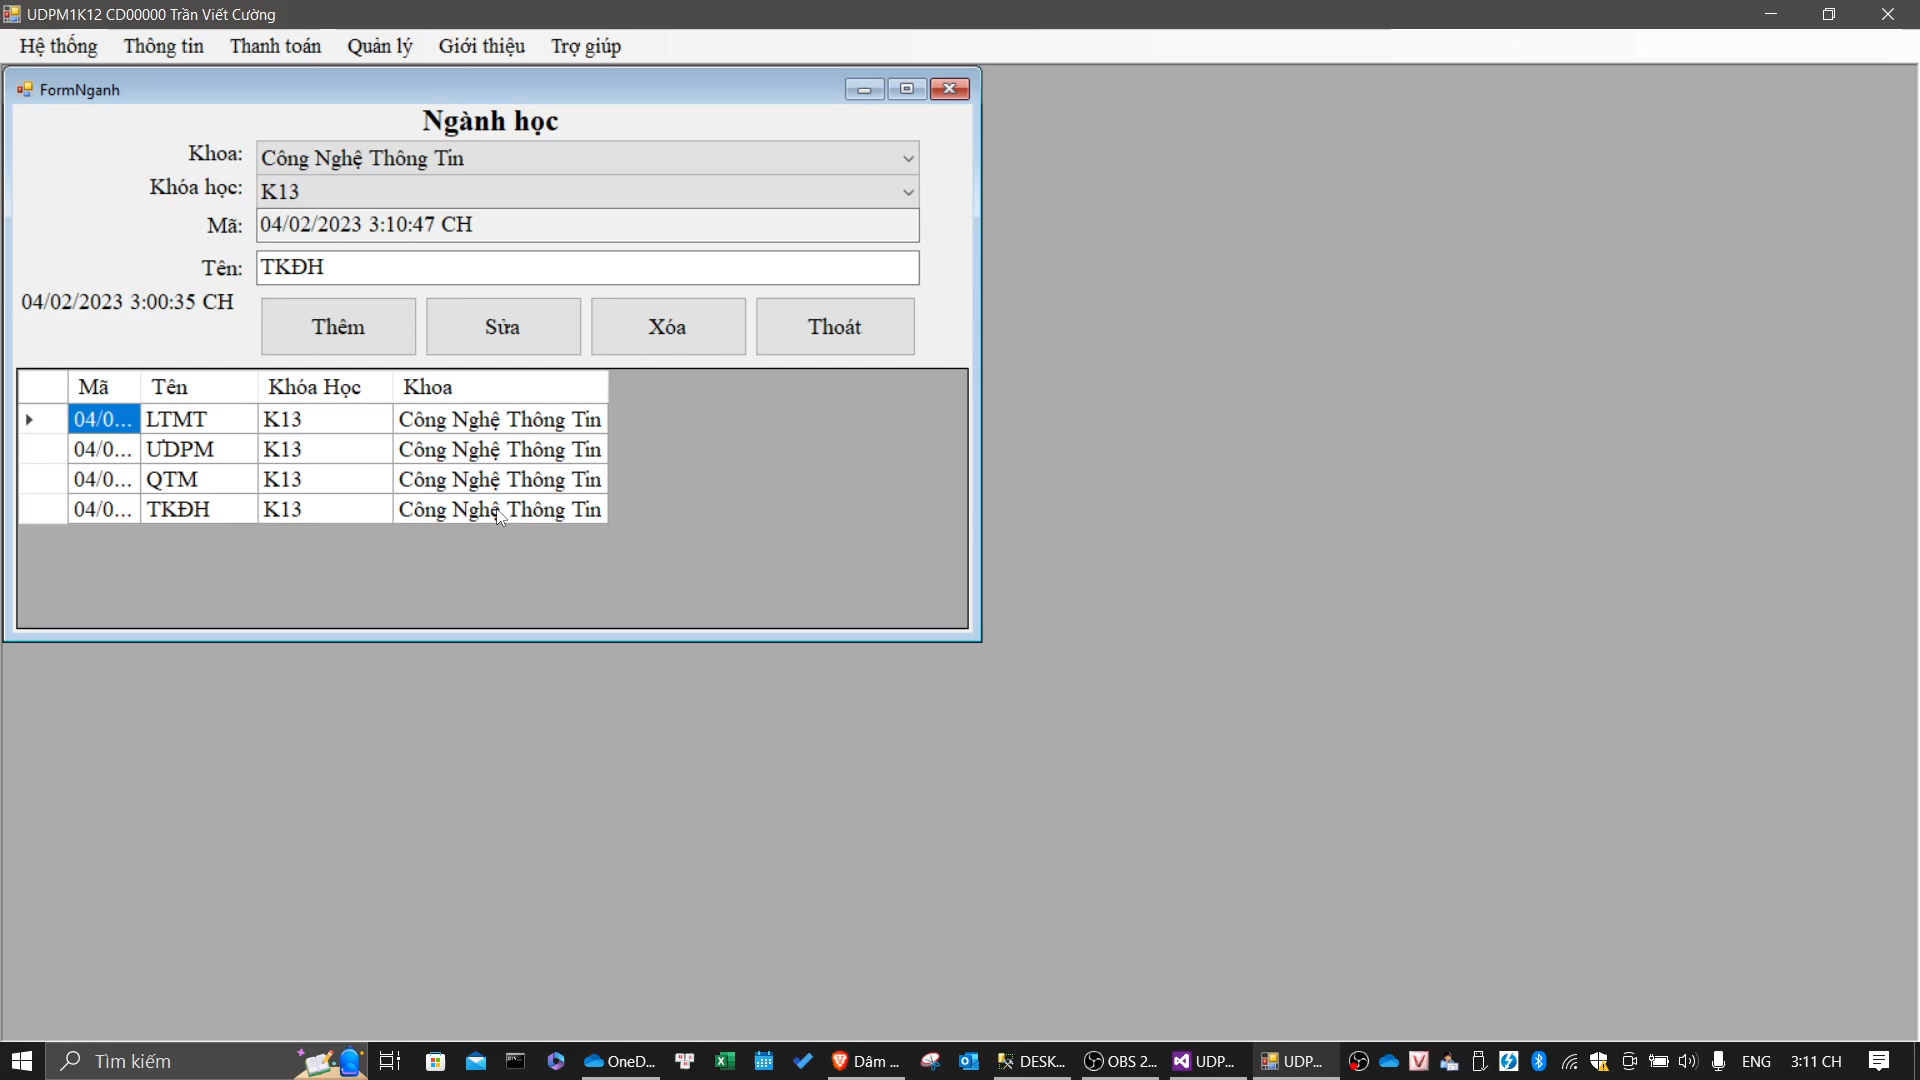 UDPM1K12 CD00000 Trần Viết Cường
Hệ thống Thông tin Thanh toán Quản lý Giới thiệu Trợ giúp
FormNganh
Ngành học
Khoa: Công Nghệ Thông Tin
Khóa học: K13
Mã: 04/02/2023 3:10:47 CH
Tên: TKĐH
04/02/2023 3:00:35 CH
Thêm Sửa Xóa Thoát
Mã Tên Khóa Học Khoa
04/0... LTMT K13 Công Nghệ Thông Tin
04/0... ƯDPM K13 Công Nghệ Thông Tin
04/0... QTM K13 Công Nghệ Thông Tin
04/0... TKĐH K13 Công Nghệ Thông Tin
Tìm kiếm OneD... Dâm ... DESK... OBS 2... UDP... UDP... ENG 3:11 CH